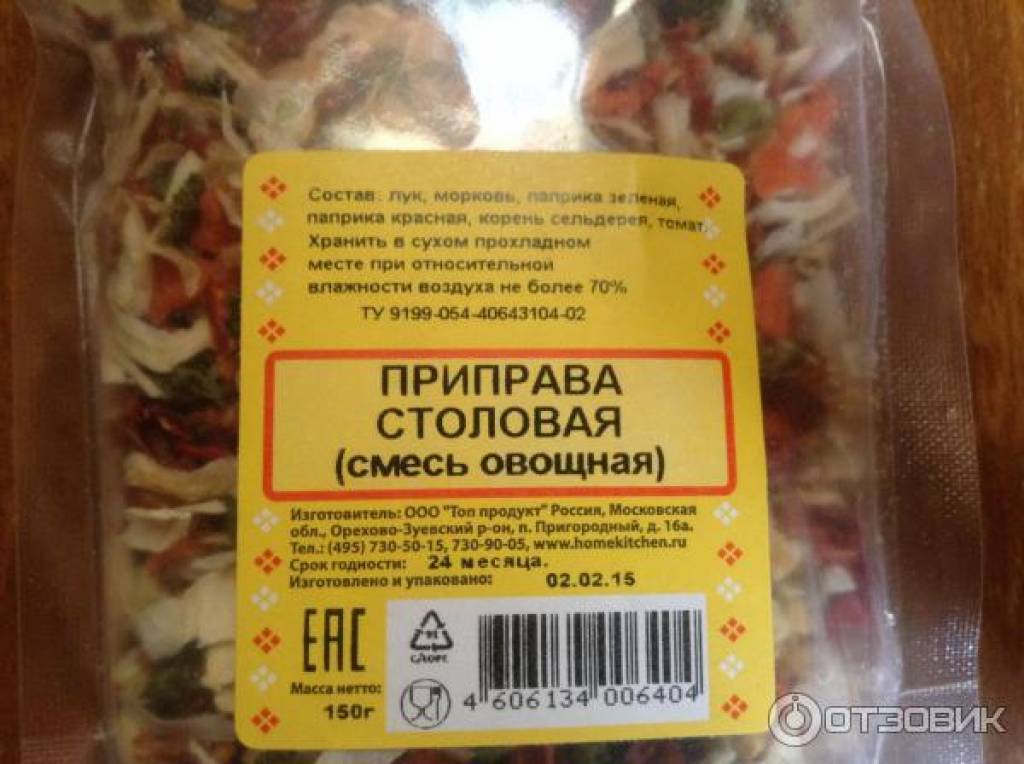 Состав: лук, морковь, паприка зеленая,
паприка красная, корень сельдерея, томат.
Хранить в сухом прохладном
месте при относительной
влажности воздуха не более 70%
ТУ 9199-054-40643104-02
ПРИПРАВА
СТОЛОВАЯ
(смесь овощная)
Изготовитель: ООО "Топ продукт" Россия, Московская
обл., Орехово-Зуевский р-он, п. Пригородный, д. 16а.
Тел.: (495) 730-50-15, 730-90-05, www.homekitchen.ru
Срок годности: 24 месяца.
Изготовлено и упаковано: 02.02.15
EAC
C/ДОРЕ
Масса нетто:
150г
4 606134 006404
ОТЗОВИК